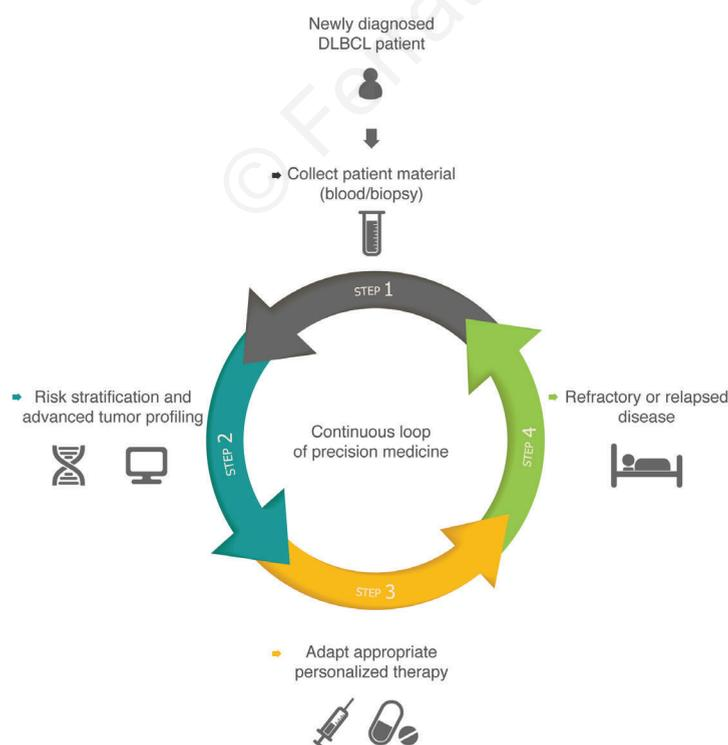 Newly diagnosed
DLBCL patient
Collect patient material
(blood/biopsy)
STEP 1
Risk stratification and
advanced tumor profiling
STEP 2
Continuous loop
of precision medicine
STEP 4
Refractory or relapsed
disease
STEP 3
Adapt appropriate
personalized therapy